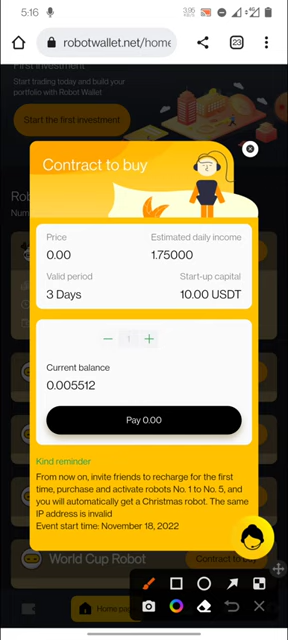 5:16
robotwallet.net/home
23
First investment
Start trading today and build your
portfolio with Robot Wallet
Start the first investment
Contract to buy
Price
Estimated daily income
0.00
1.75000
Valid period
Start-up capital
3 Days
10.00 USDT
1
Current balance
0.005512
Pay 0.00
Kind reminder
From now on, invite friends to recharge for the first
time, purchase and activate robots No. 1 to No. 5, and
you will automatically get a Christmas robot. The same
IP address is invalid
Event start time: November 18, 2022
World Cup Robot
Contract to buy
Home page